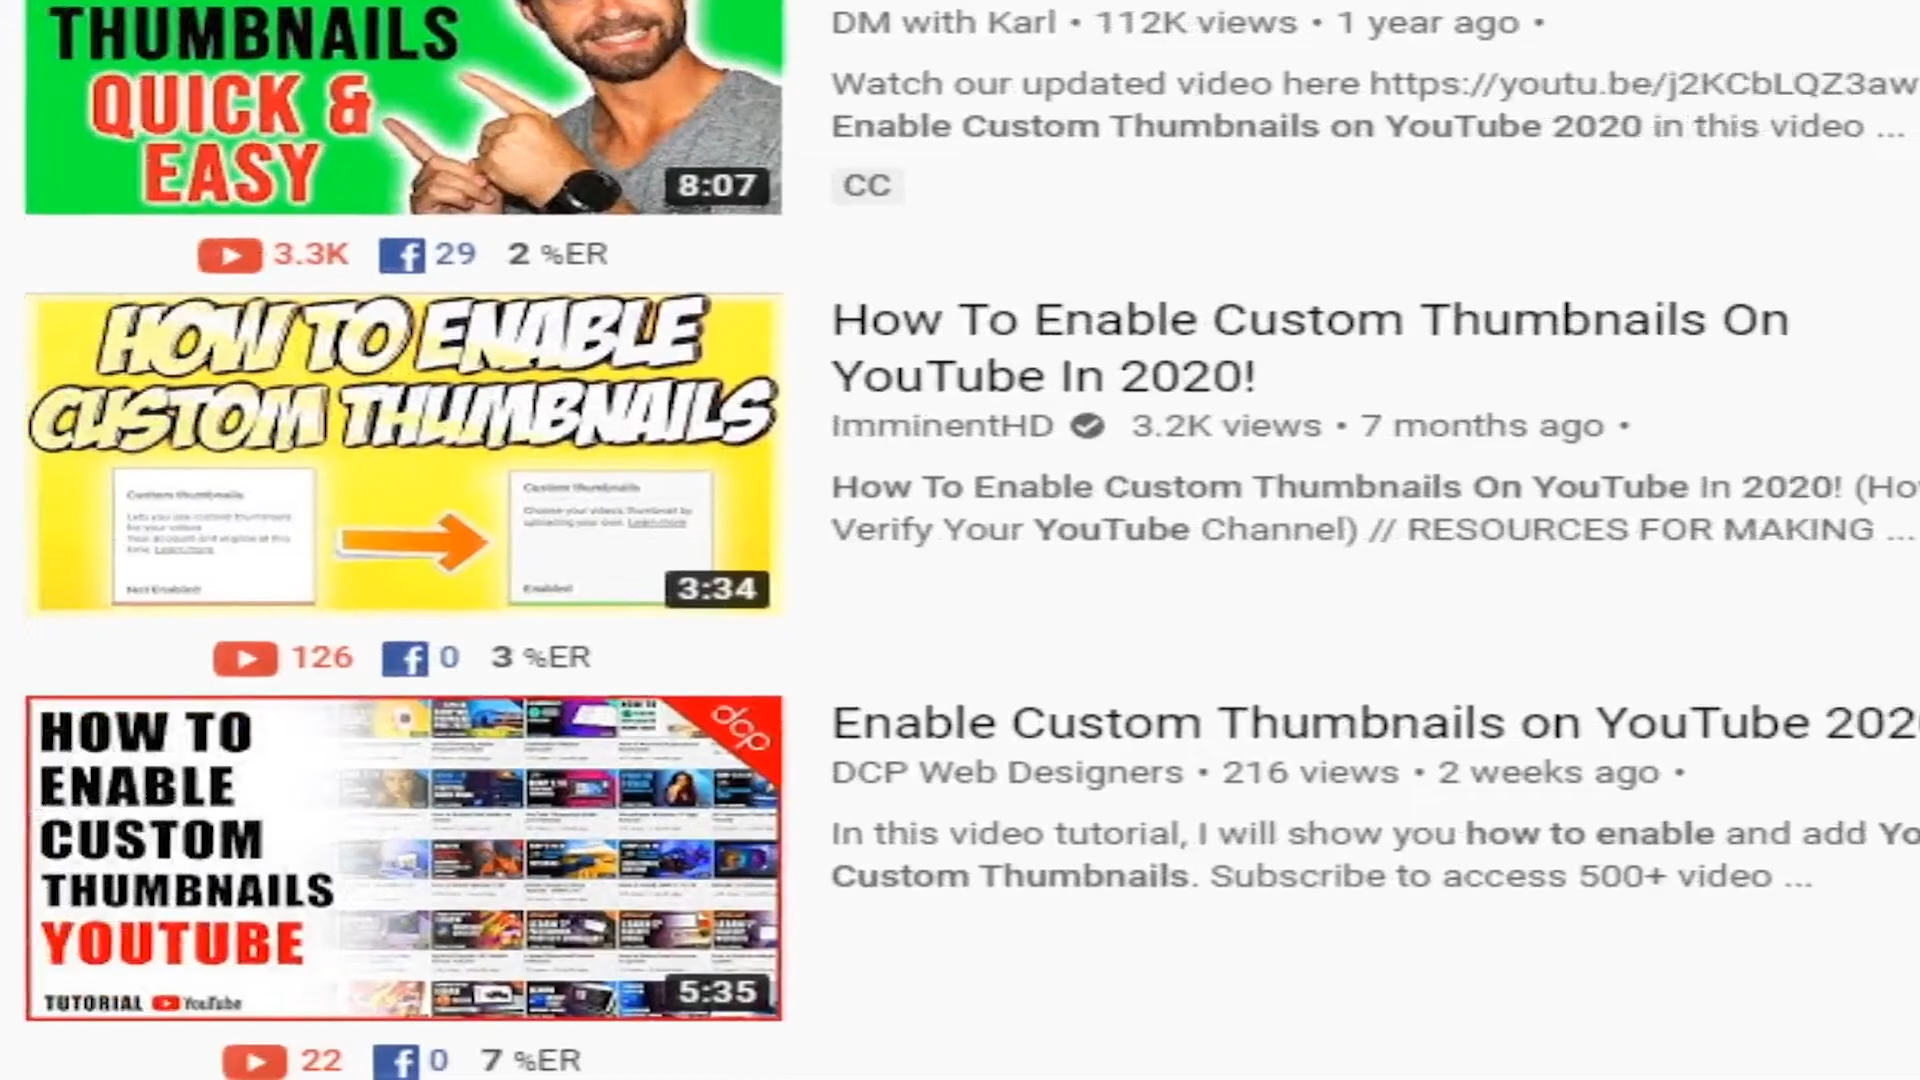 THUMBNAILS
QUICK &
EASY
8:07
DM with Karl • 112K views • 1 year ago •
Watch our updated video here https://youtu.be/j2KCbLQZ3aw
Enable Custom Thumbnails on YouTube 2020 in this video ...
CC
3.3K f 29 2 %ER
HOW TO ENABLE
CUSTOM THUMBNAILS
Custom thumbnails
Lets you use custom thumbnails
for your videos.
Your account isn't eligible at this
time. Learn more
Not Enabled
Custom thumbnails
Choose your video's thumbnail by
uploading your own. Learn more
Enabled
3:34
How To Enable Custom Thumbnails On
YouTube In 2020!
ImminentHD 3.2K views • 7 months ago •
How To Enable Custom Thumbnails On YouTube In 2020! (Ho
Verify Your YouTube Channel) // RESOURCES FOR MAKING ...
126 f 0 3 %ER
HOW TO
ENABLE
CUSTOM
THUMBNAILS
YOUTUBE
TUTORIAL YouTube
dcp
5:35
Enable Custom Thumbnails on YouTube 202
DCP Web Designers • 216 views • 2 weeks ago •
In this video tutorial, I will show you how to enable and add Yo
Custom Thumbnails. Subscribe to access 500+ video ...
22 f 0 7 %ER